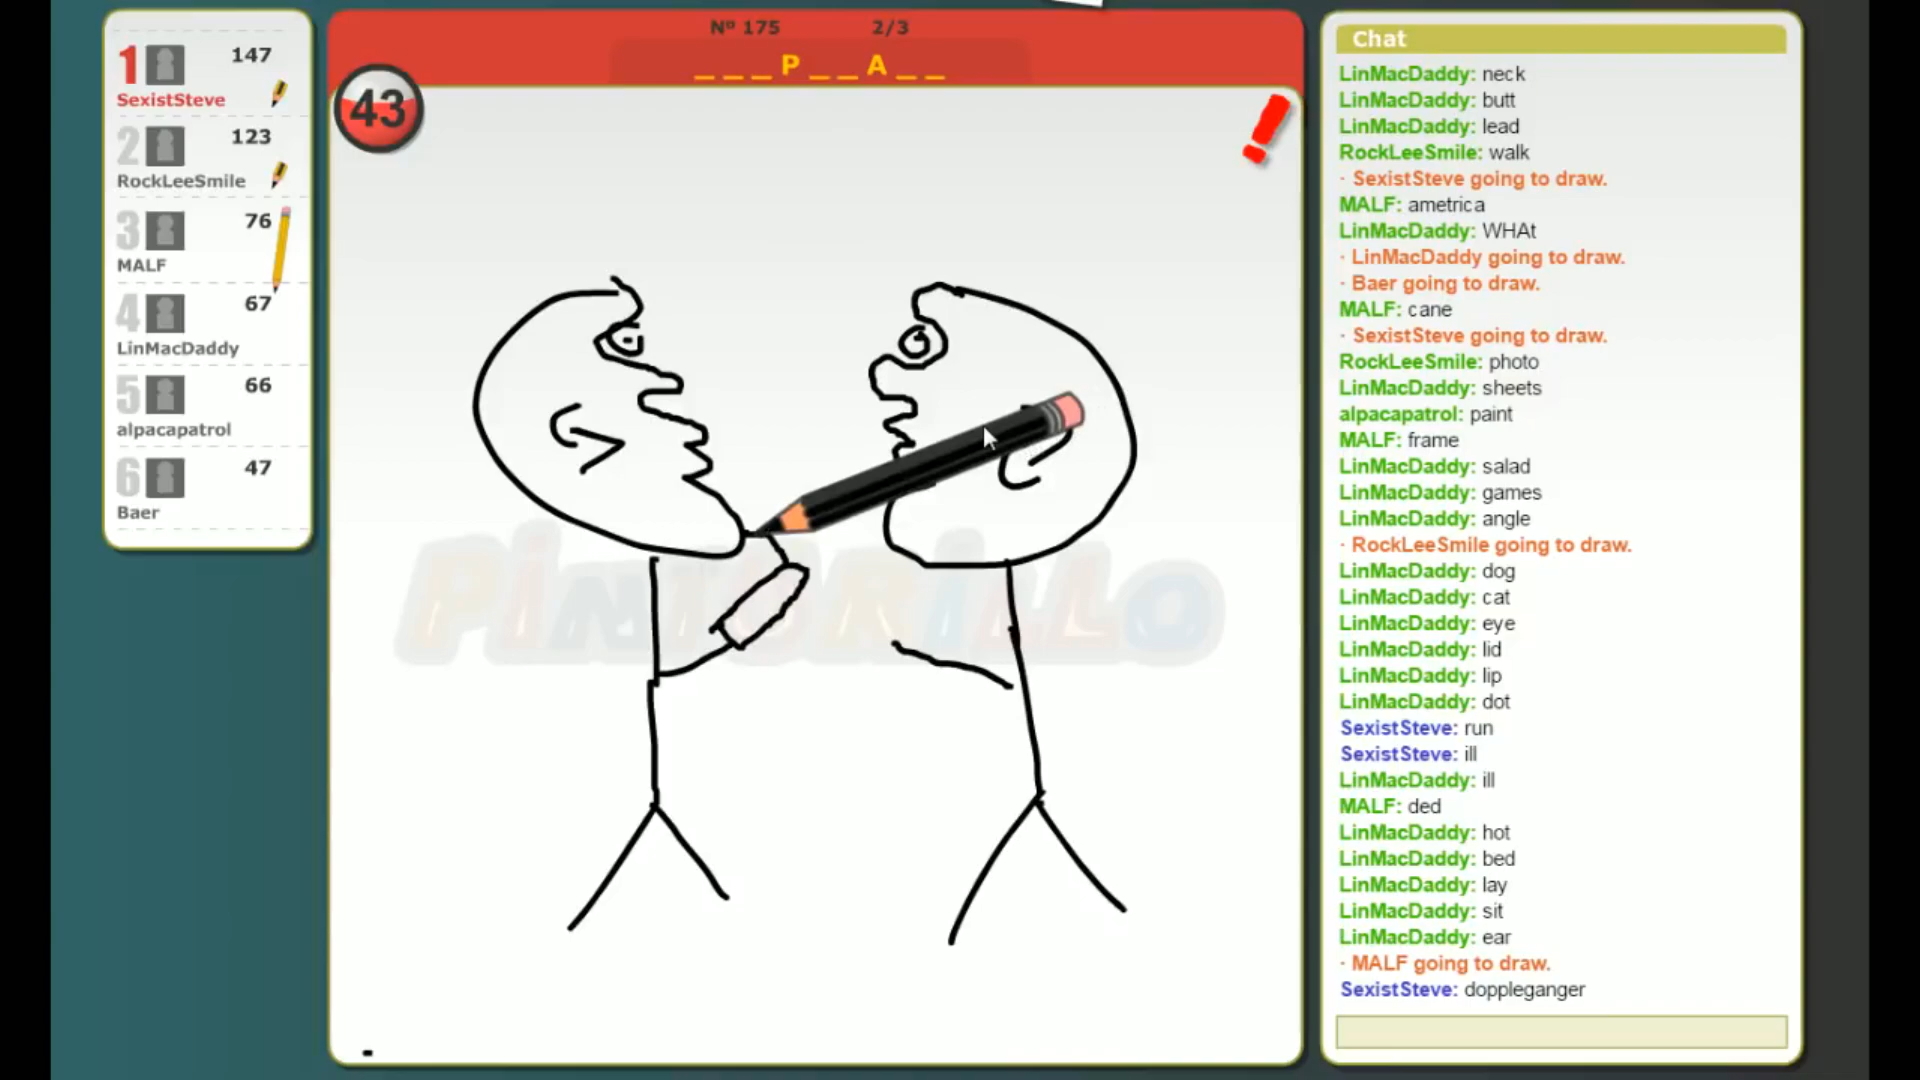 1 147
SexistSteve
2 123
RockLeeSmile
3 76
MALF
4 67
LinMacDaddy
5 66
alpacapatrol
6 47
Baer
Nº 175 2/3
_ _ _ P _ _ A _ _
43
!
PINTURILLO
Chat
LinMacDaddy: neck
LinMacDaddy: butt
LinMacDaddy: lead
RockLeeSmile: walk
· SexistSteve going to draw.
MALF: ametrica
LinMacDaddy: WHAt
· LinMacDaddy going to draw.
· Baer going to draw.
MALF: cane
· SexistSteve going to draw.
RockLeeSmile: photo
LinMacDaddy: sheets
alpacapatrol: paint
MALF: frame
LinMacDaddy: salad
LinMacDaddy: games
LinMacDaddy: angle
· RockLeeSmile going to draw.
LinMacDaddy: dog
LinMacDaddy: cat
LinMacDaddy: eye
LinMacDaddy: lid
LinMacDaddy: lip
LinMacDaddy: dot
SexistSteve: run
SexistSteve: ill
LinMacDaddy: ill
MALF: ded
LinMacDaddy: hot
LinMacDaddy: bed
LinMacDaddy: lay
LinMacDaddy: sit
LinMacDaddy: ear
· MALF going to draw.
SexistSteve: doppleganger